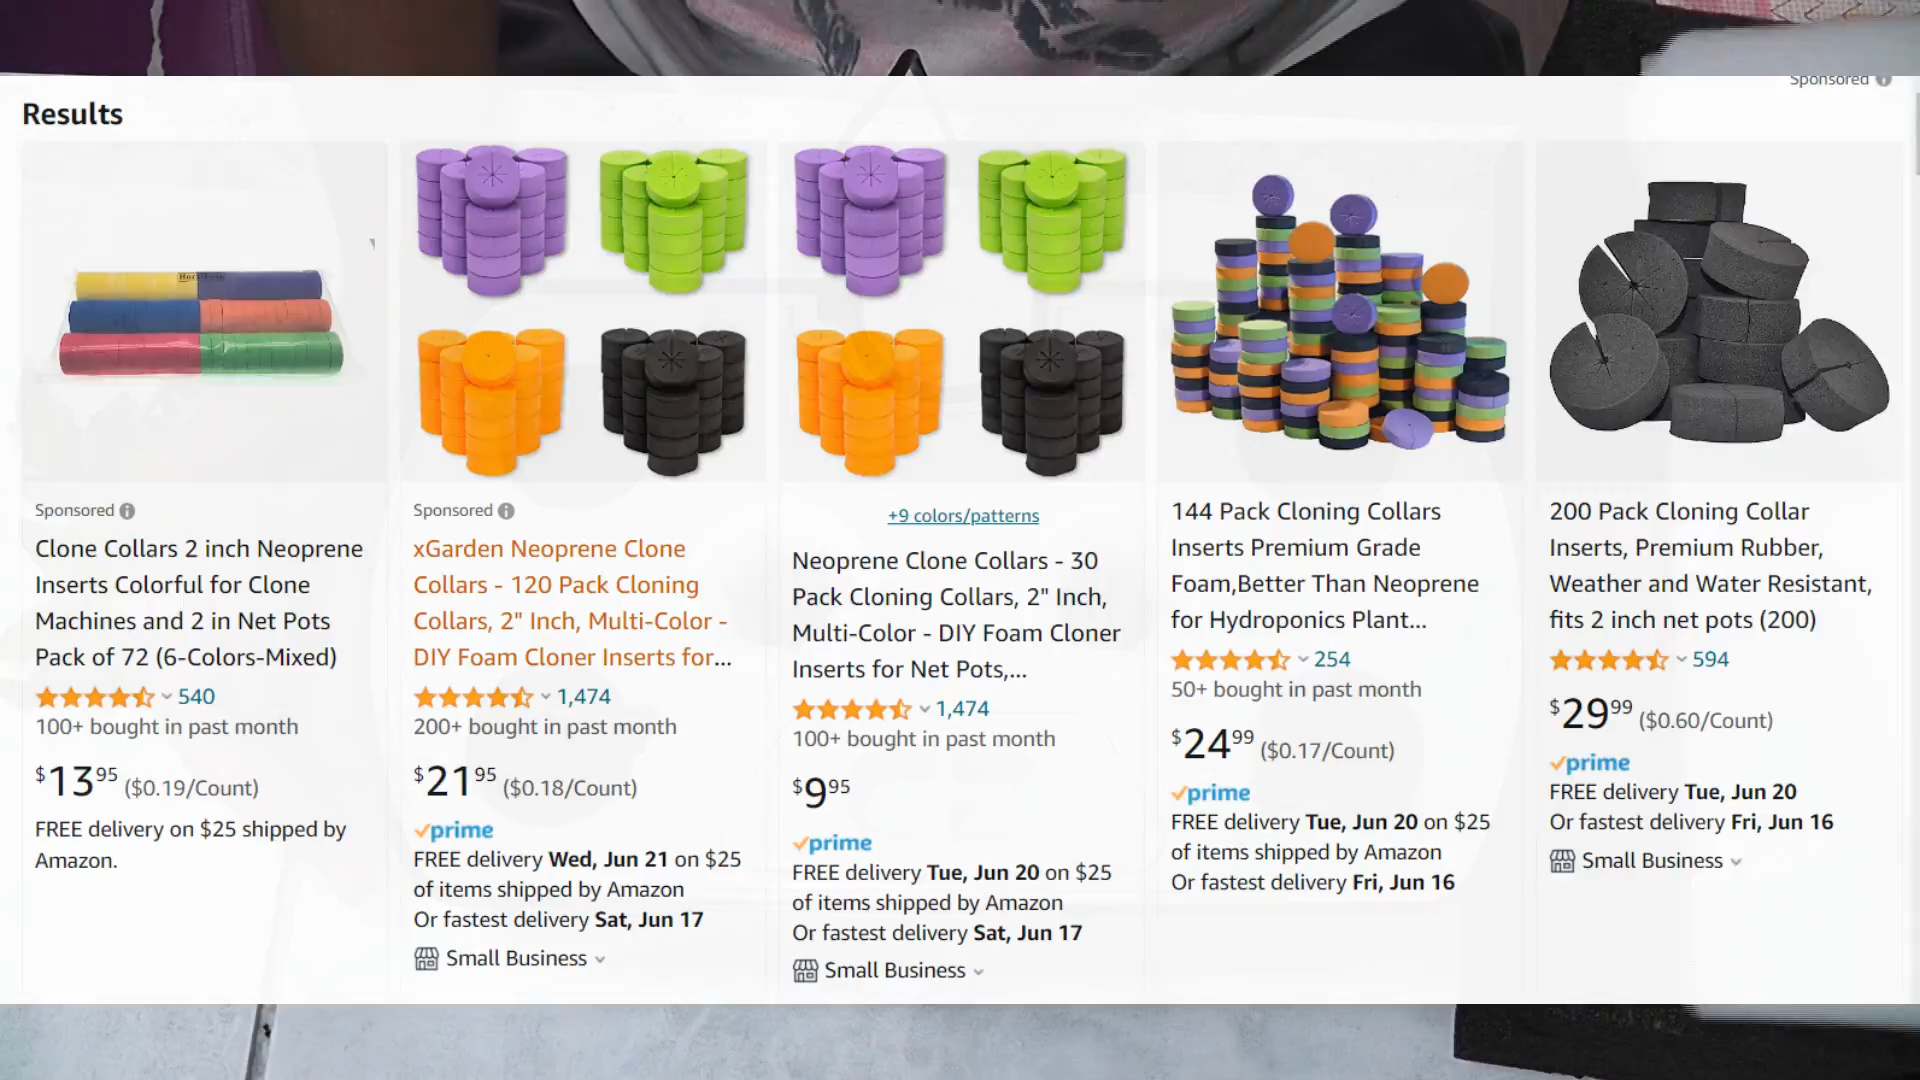 Sponsored
Results
Sponsored
Clone Collars 2 inch Neoprene
Inserts Colorful for Clone
Machines and 2 in Net Pots
Pack of 72 (6-Colors-Mixed)
540
100+ bought in past month
$13.95 ($0.19/Count)
FREE delivery on $25 shipped by
Amazon.
Sponsored
xGarden Neoprene Clone
Collars - 120 Pack Cloning
Collars, 2" Inch, Multi-Color -
DIY Foam Cloner Inserts for...
1,474
200+ bought in past month
$21.95 ($0.18/Count)
prime
FREE delivery Wed, Jun 21 on $25
of items shipped by Amazon
Or fastest delivery Sat, Jun 17
Small Business
+9 colors/patterns
Neoprene Clone Collars - 30
Pack Cloning Collars, 2" Inch,
Multi-Color - DIY Foam Cloner
Inserts for Net Pots,...
1,474
100+ bought in past month
$9.95
prime
FREE delivery Tue, Jun 20 on $25
of items shipped by Amazon
Or fastest delivery Sat, Jun 17
Small Business
144 Pack Cloning Collars
Inserts Premium Grade
Foam,Better Than Neoprene
for Hydroponics Plant...
254
50+ bought in past month
$24.99 ($0.17/Count)
prime
FREE delivery Tue, Jun 20 on $25
of items shipped by Amazon
Or fastest delivery Fri, Jun 16
200 Pack Cloning Collar
Inserts, Premium Rubber,
Weather and Water Resistant,
fits 2 inch net pots (200)
594
$29.99 ($0.60/Count)
prime
FREE delivery Tue, Jun 20
Or fastest delivery Fri, Jun 16
Small Business